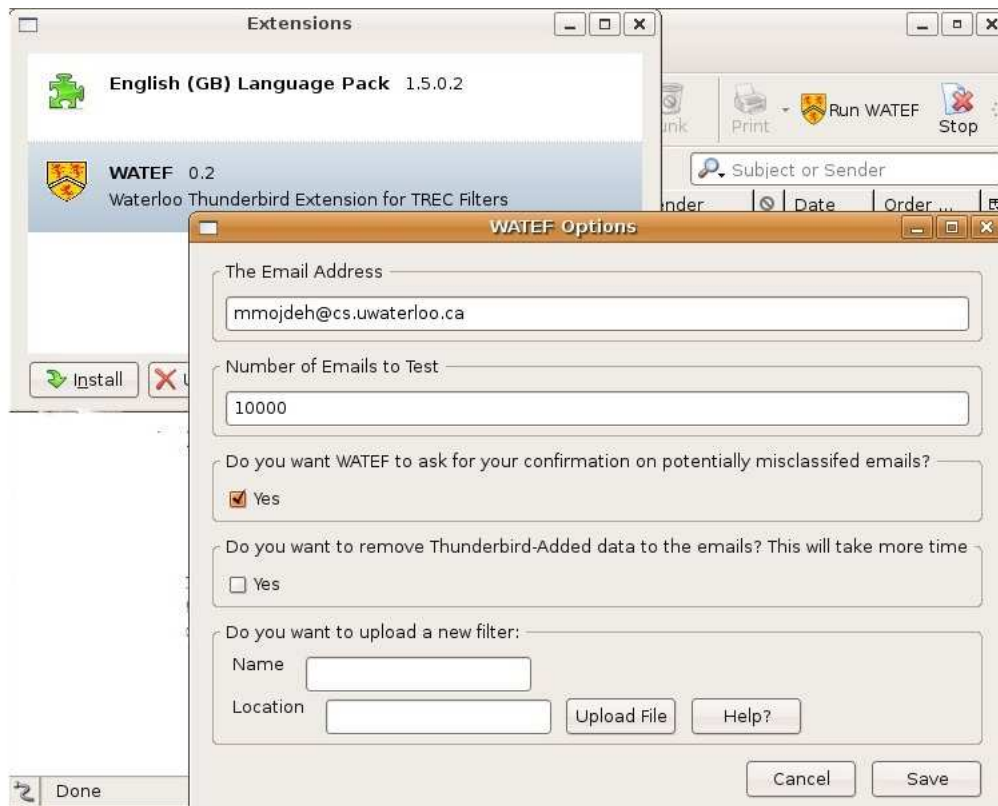 Extensions
English (GB) Language Pack 1.5.0.2
WATEF 0.2
Waterloo Thunderbird Extension for TREC Filters
Install
Print
Run WATEF
Stop
Subject or Sender
Date
Order ...
WATEF Options
The Email Address
mmojdeh@cs.uwaterloo.ca
Number of Emails to Test
10000
Do you want WATEF to ask for your confirmation on potentially misclassifed emails?
Yes
Do you want to remove Thunderbird-Added data to the emails? This will take more time
Yes
Do you want to upload a new filter:
Name
Location
Upload File
Help?
Cancel
Save
Done